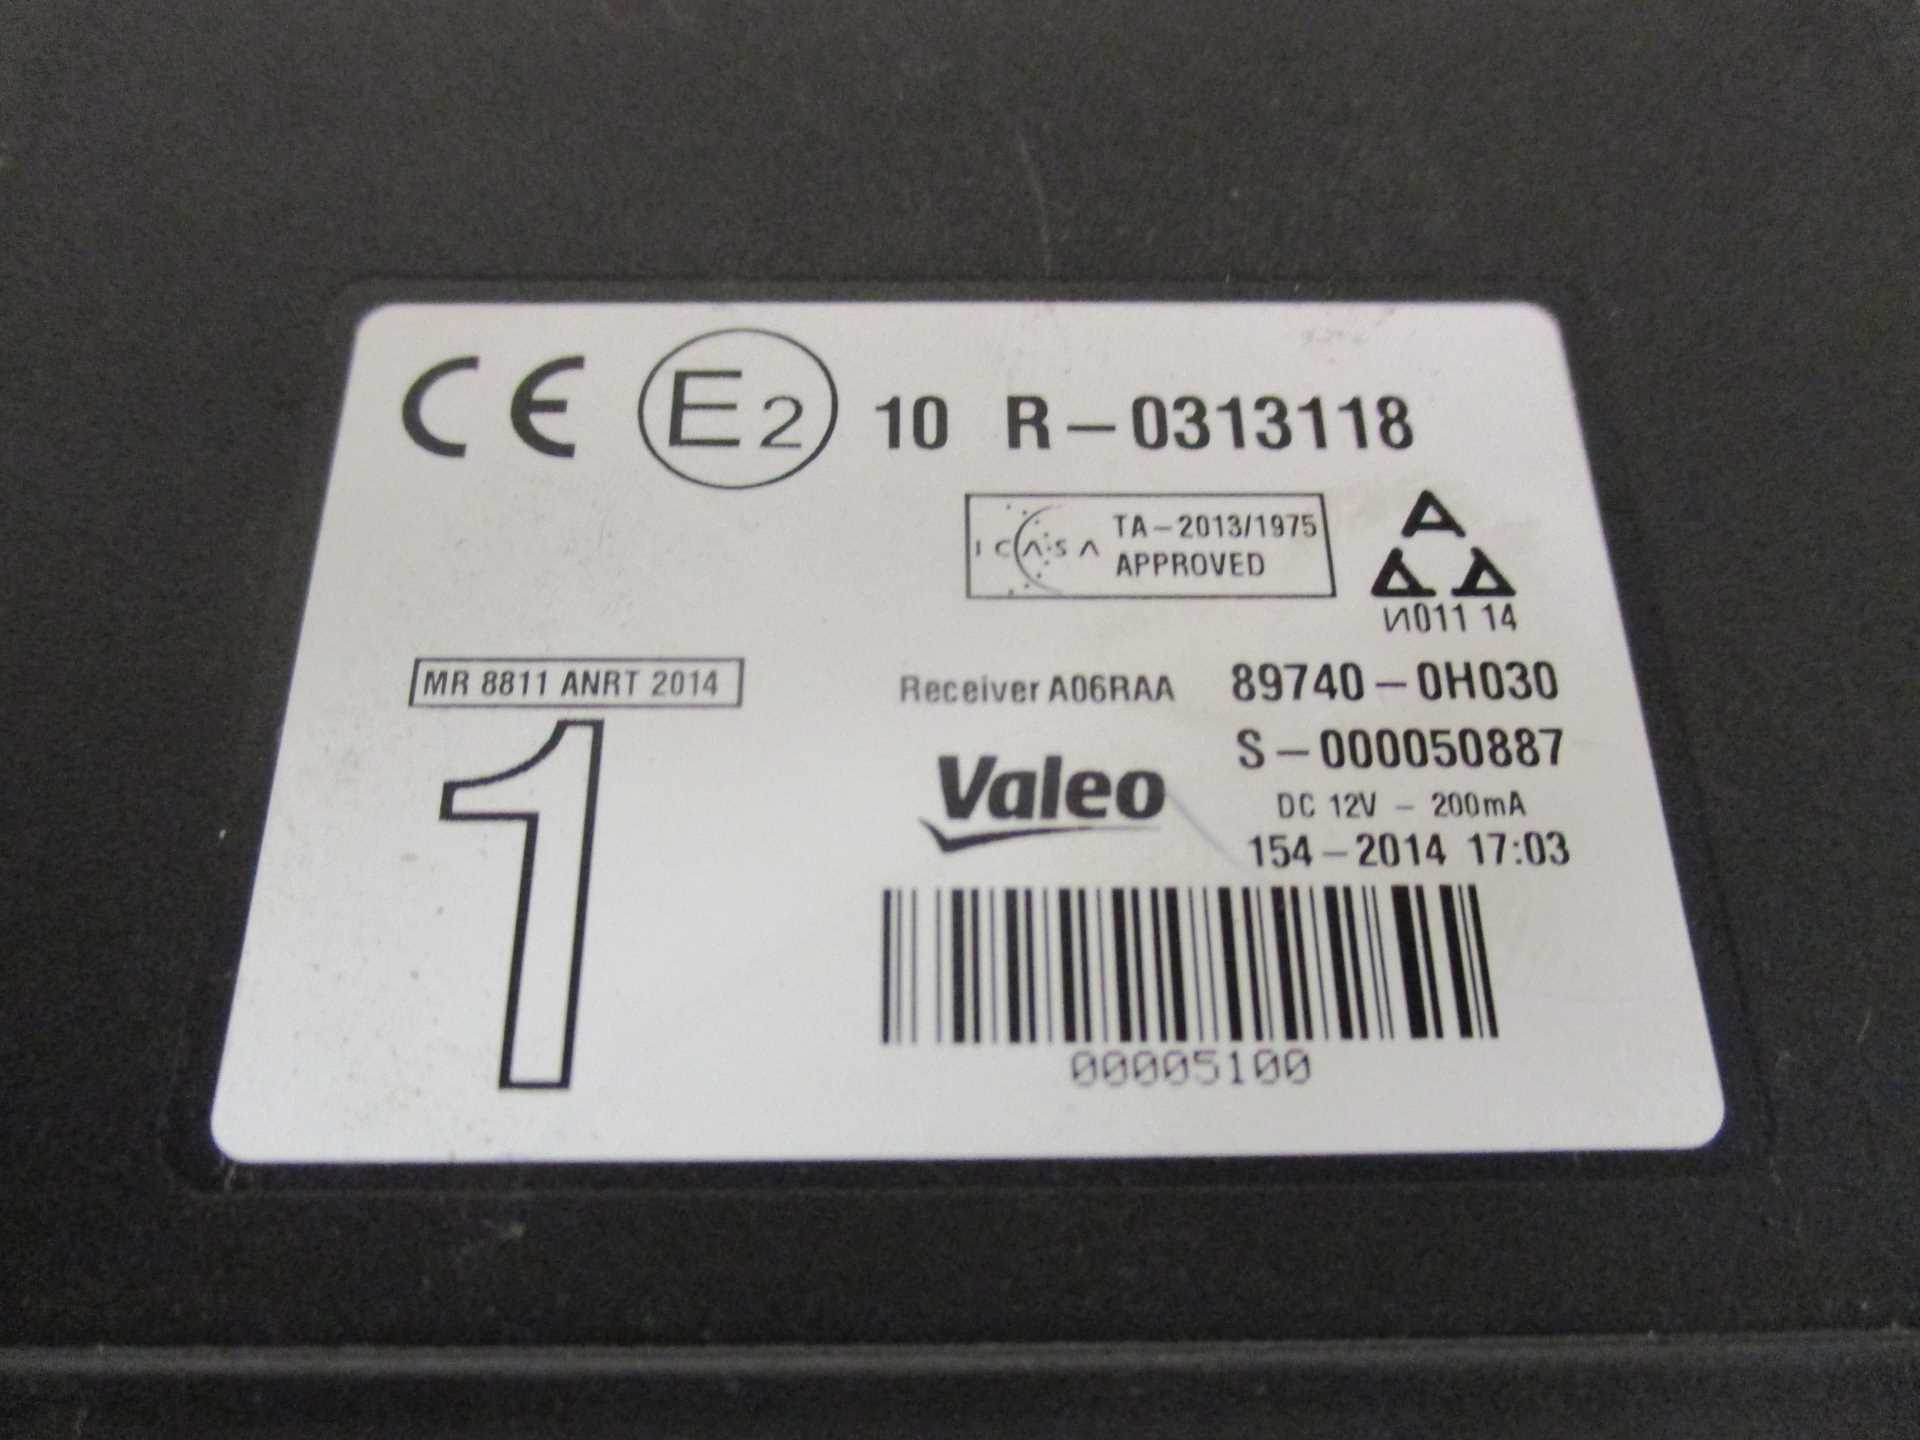 CE E2 10 R-0313118
ICASA TA-2013/1975
APPROVED
A
ΔΔ
И011 14
MR 8811 ANRT 2014
Receiver A06RAA 89740-0H030
S-000050887
Valeo
DC 12V - 200mA
154-2014 17:03
1
00005100